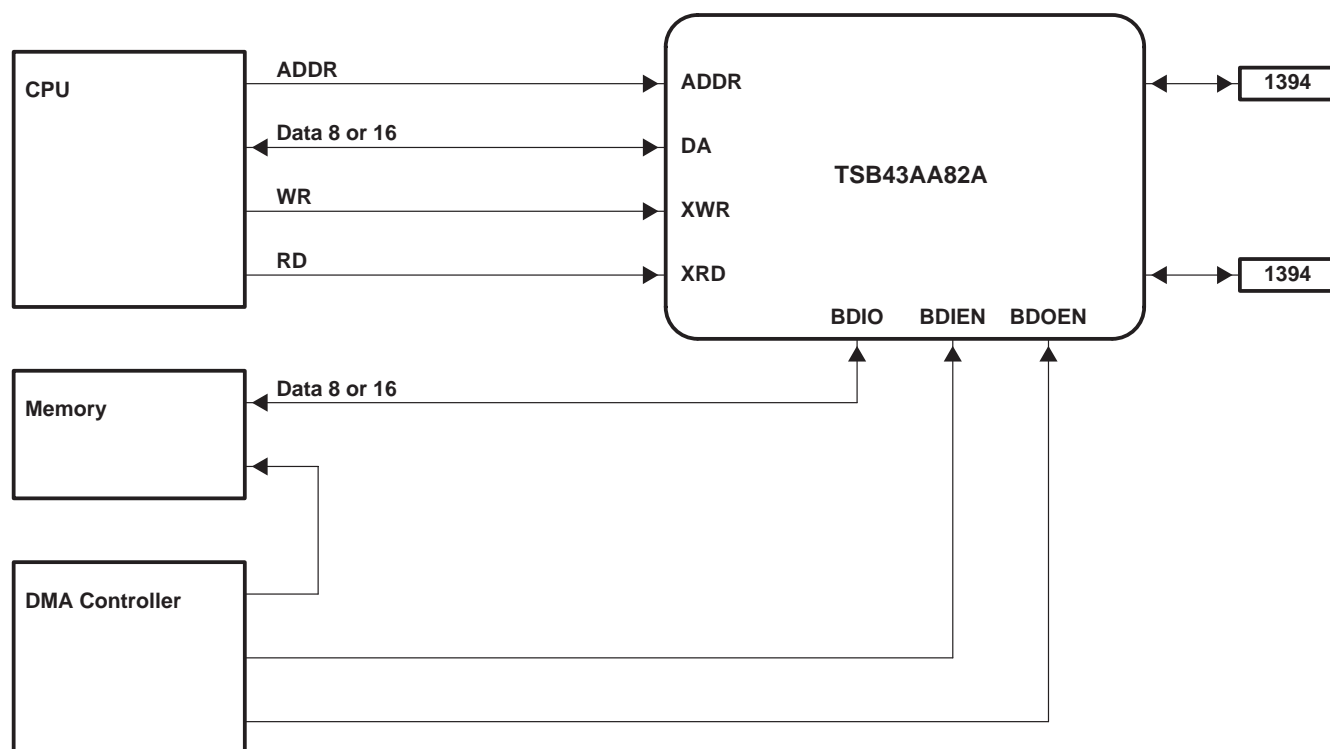 CPU
ADDR
Data 8 or 16
WR
RD
ADDR
DA
XWR
XRD
TSB43AA82A
BDIO BDIEN BDOEN
1394
1394
Memory
Data 8 or 16
DMA Controller